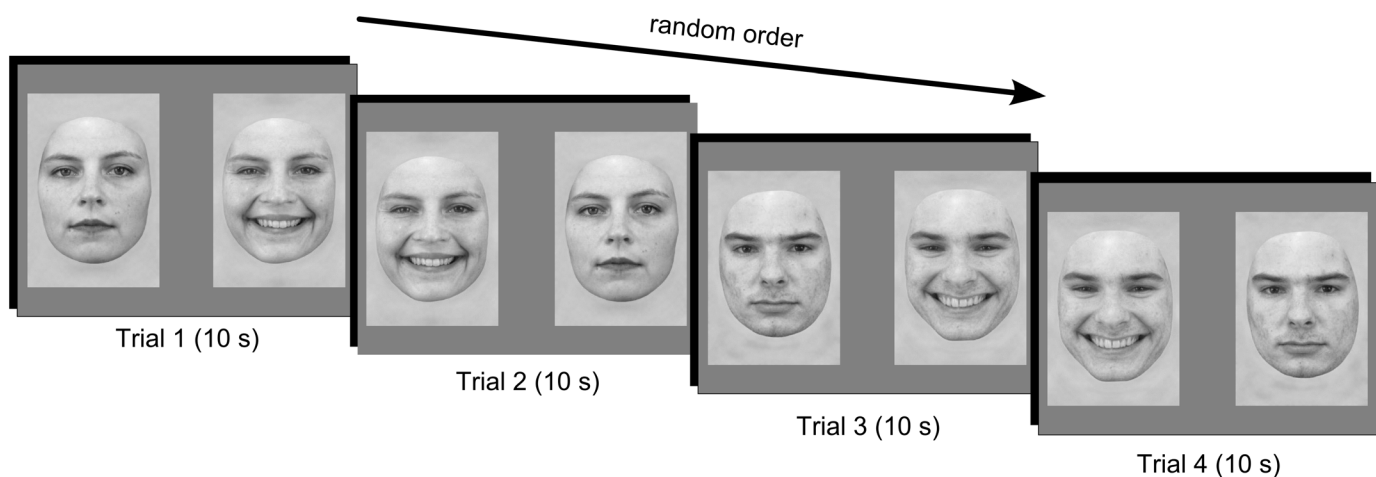 random order
Trial 1 (10 s)
Trial 2 (10 s)
Trial 3 (10 s)
Trial 4 (10 s)